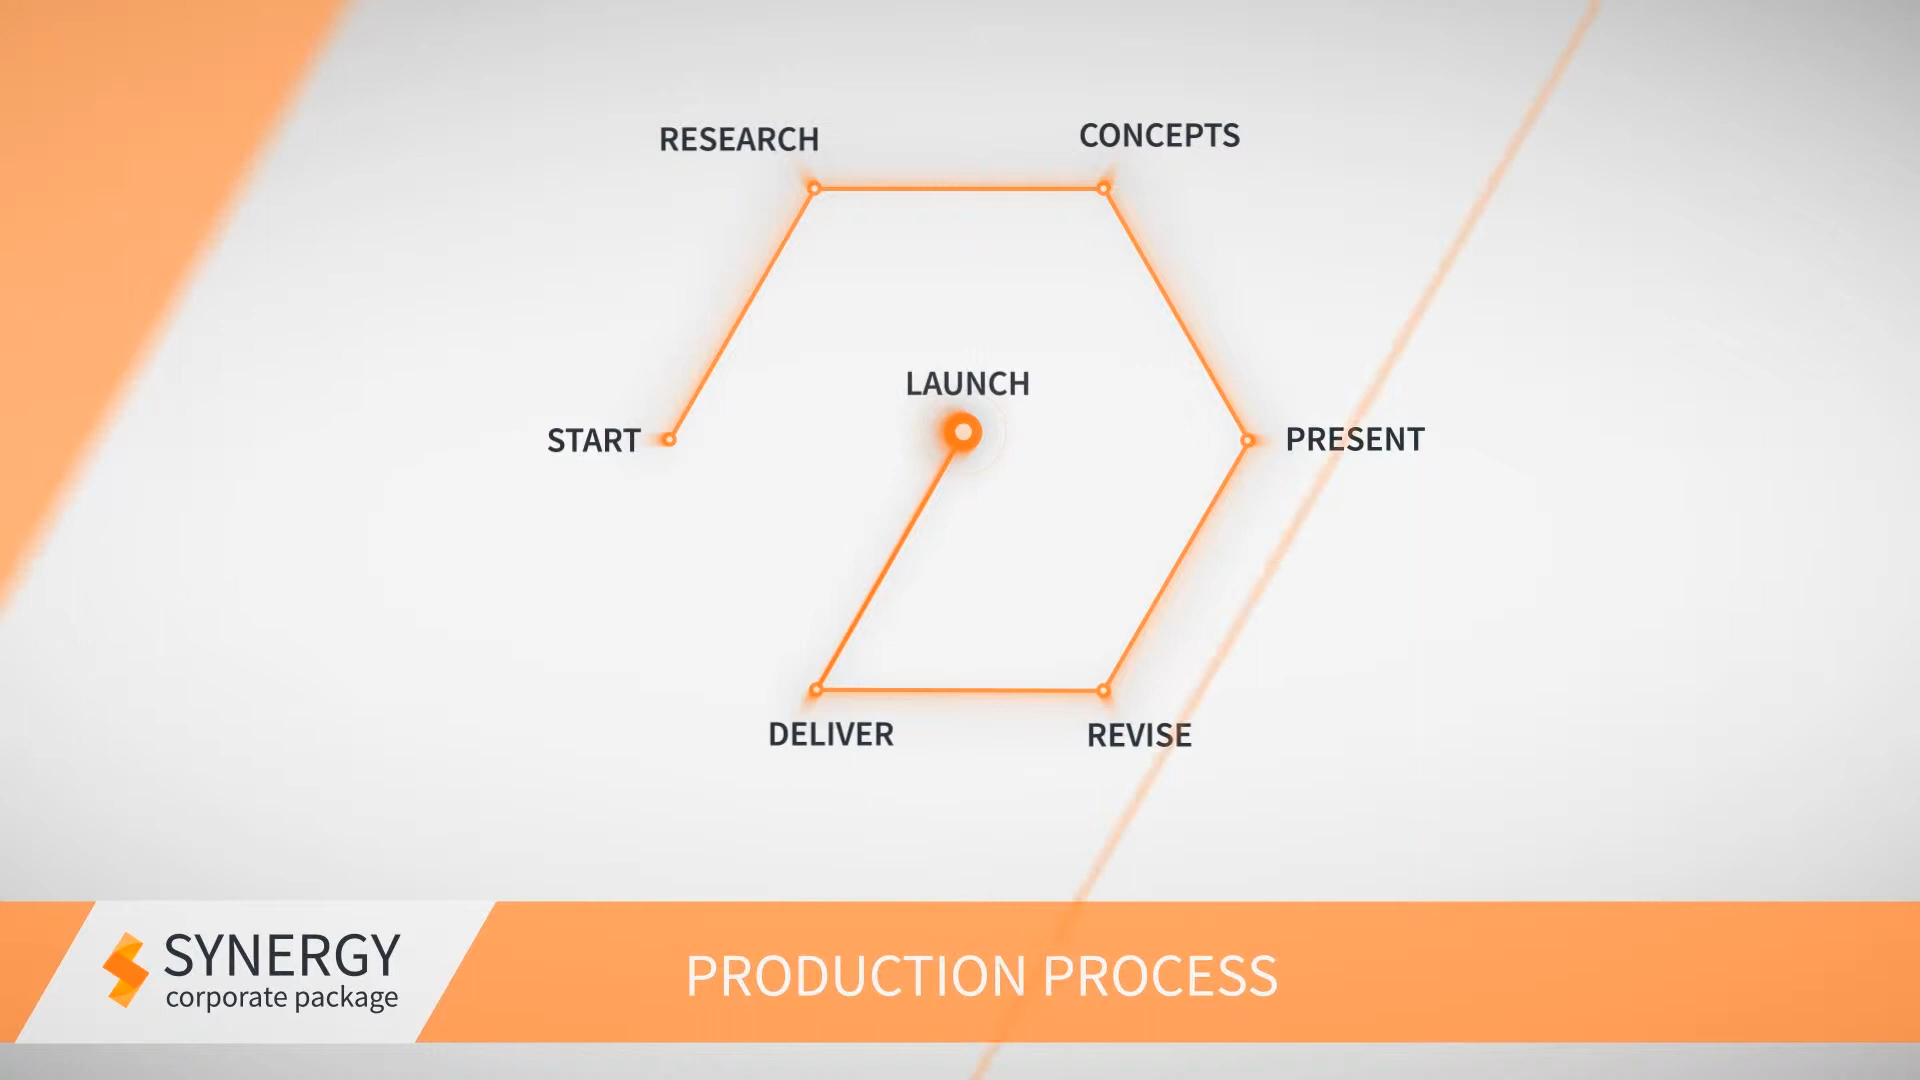 RESEARCH
CONCEPTS
LAUNCH
START
PRESENT
DELIVER
REVISE
SYNERGY
corporate package
PRODUCTION PROCESS